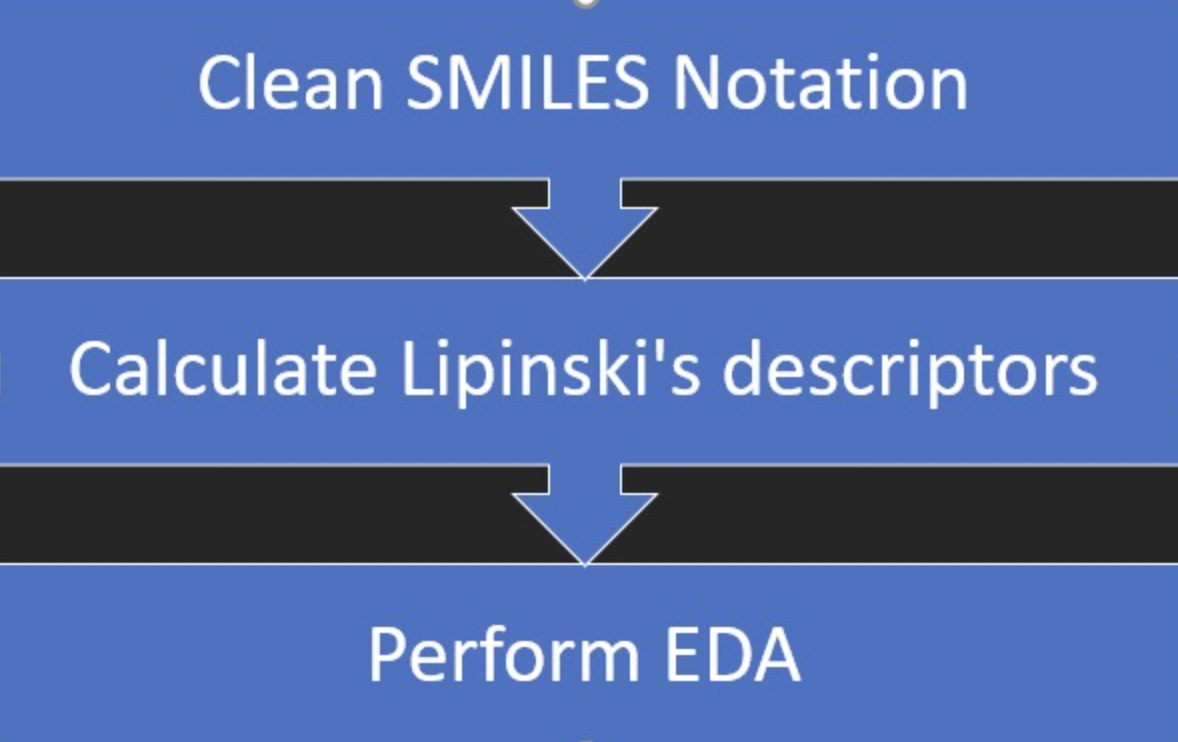 Clean SMILES Notation
Calculate Lipinski's descriptors
Perform EDA